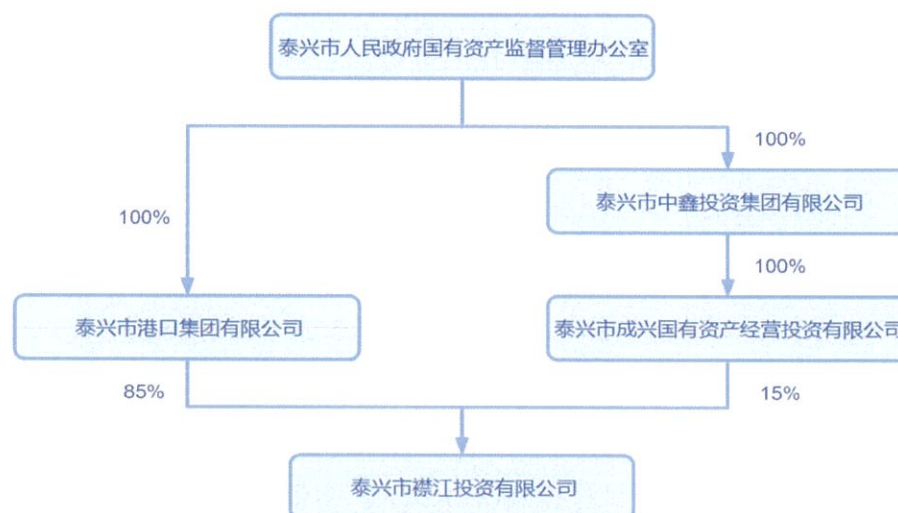 泰兴市人民政府国有资产监督管理办公室
100%
泰兴市中鑫投资集团有限公司
100%
100%
泰兴市港口集团有限公司
泰兴市成兴国有资产经营投资有限公司
85%
15%
泰兴市襟江投资有限公司